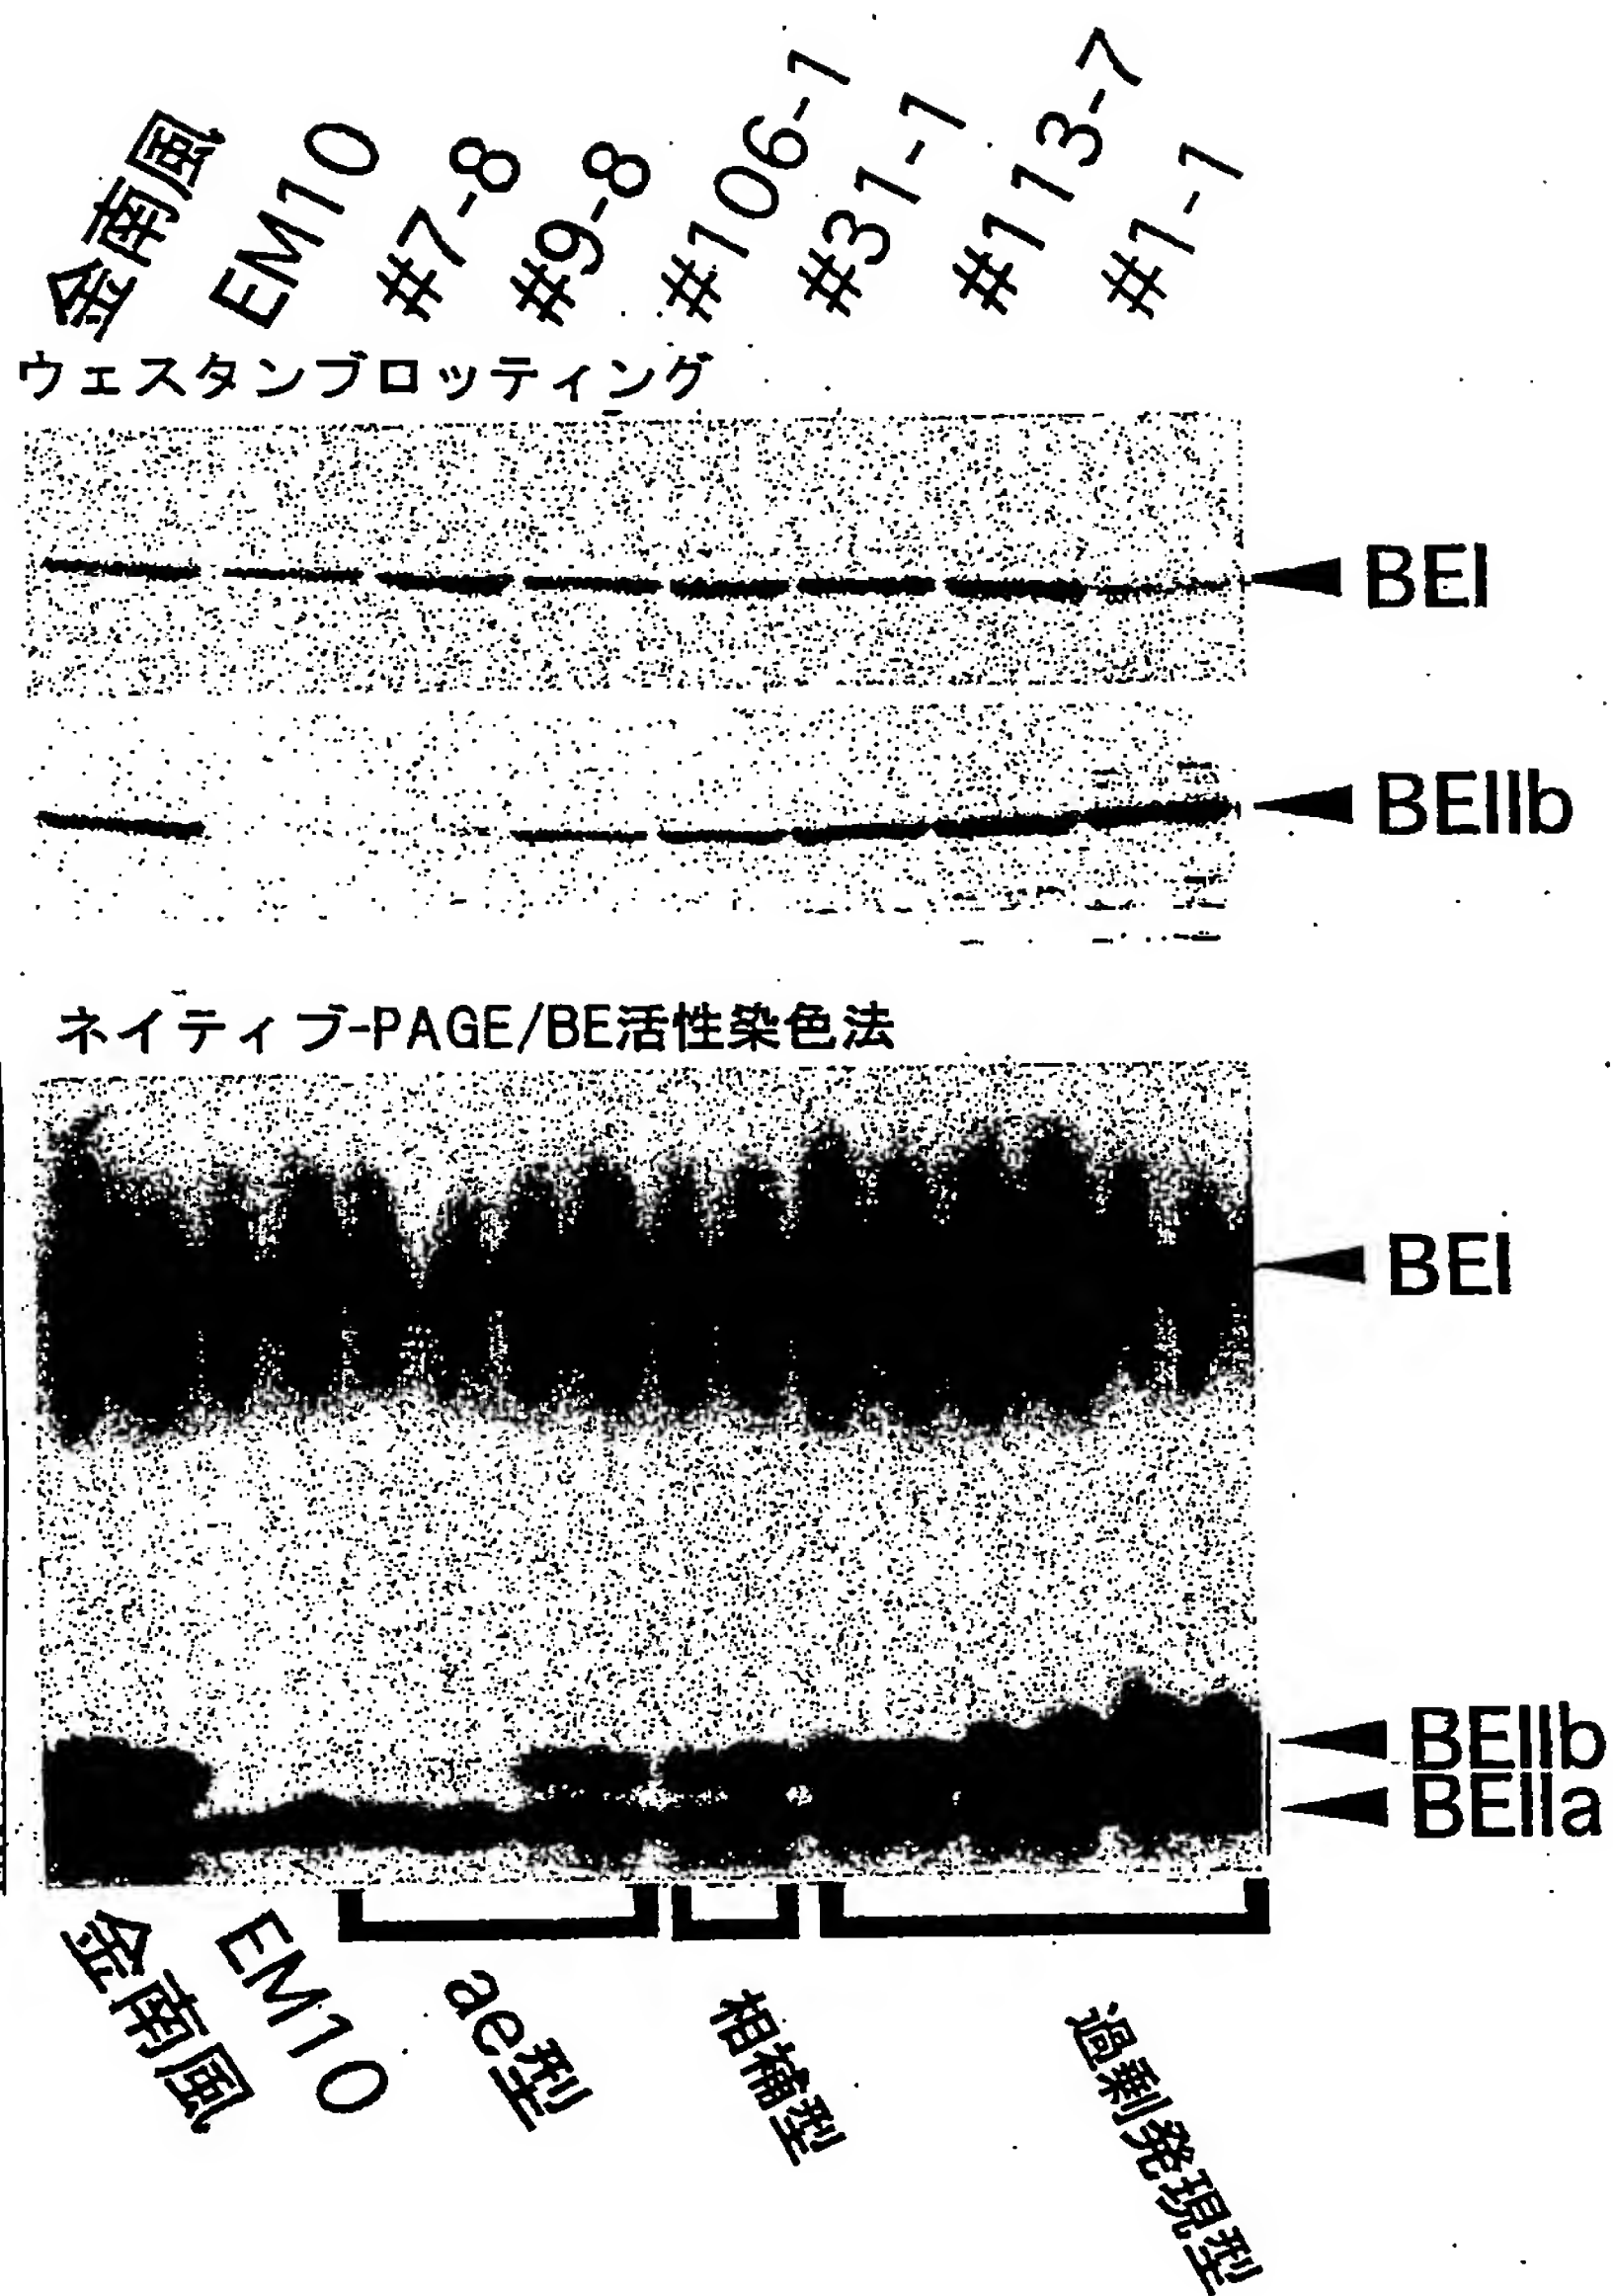 金南風
EM10
#7-8
#9-8
#106-1
#31-1
#113-7
#1-1
ウェスタンブロッティング
BEI
BEIIb
ネイティブ-PAGE/BE活性染色法
BEI
BEIIb
BEIIa
金南風
EM10
ae型
相補型
過剰発現型